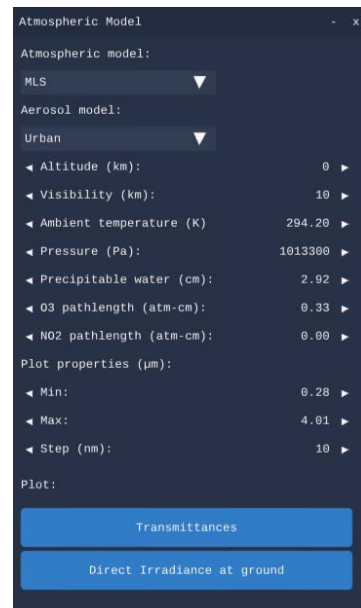 Atmospheric Model - x
Atmospheric model:
MLS ▼
Aerosol model:
Urban ▼
◄ Altitude (km): 0 ►
◄ Visibility (km): 10 ►
◄ Ambient temperature (K) 294.20 ►
◄ Pressure (Pa): 1013300 ►
◄ Precipitable water (cm): 2.92 ►
◄ O3 pathlength (atm-cm): 0.33 ►
◄ NO2 pathlength (atm-cm): 0.00 ►
Plot properties (µm):
◄ Min: 0.28 ►
◄ Max: 4.01 ►
◄ Step (nm): 10 ►
Plot:
Transmittances
Direct Irradiance at ground